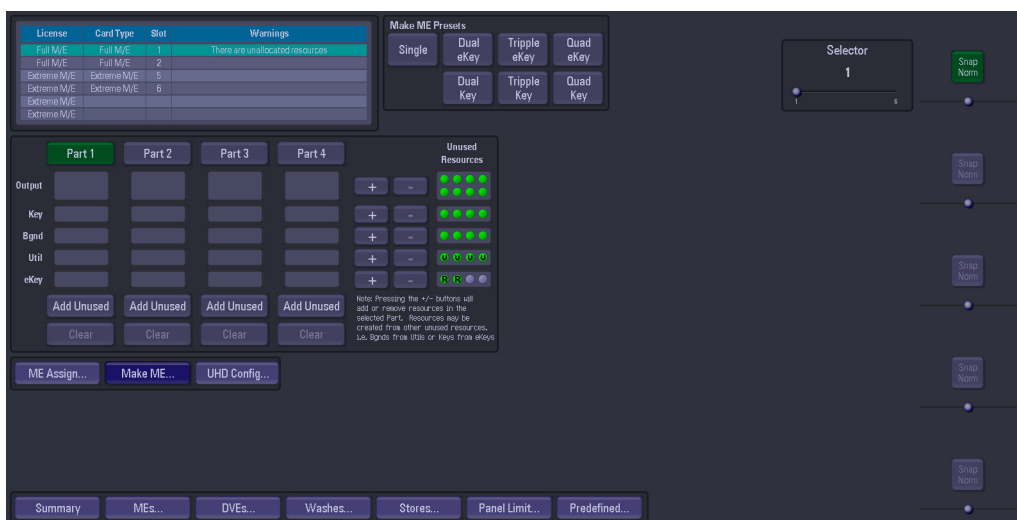 License Card Type Slot Warnings
Full M/E Full M/E 1 There are unallocated resources
Full M/E Full M/E 2
Extreme M/E Extreme M/E 5
Extreme M/E Extreme M/E 6
Extreme M/E
Extreme M/E
Make ME Presets
Single Dual eKey Tripple eKey Quad eKey
Dual Key Tripple Key Quad Key
Selector
1
1 6
Snap Norm
Part 1 Part 2 Part 3 Part 4 Unused Resources
Output + -
Key + -
Bgnd + -
Util + - U U U U
eKey + - R R
Add Unused Add Unused Add Unused Add Unused
Clear Clear Clear Clear
Note: Pressing the +/- buttons will
add or remove resources in the
selected Part. Resources may be
created from other unused resources.
i.e. Bgnds from Utils or Keys from eKeys
Snap Norm
Snap Norm
ME Assign... Make ME... UHD Config...
Snap Norm
Snap Norm
Summary MEs... DVEs... Washes... Stores... Panel Limit... Predefined...